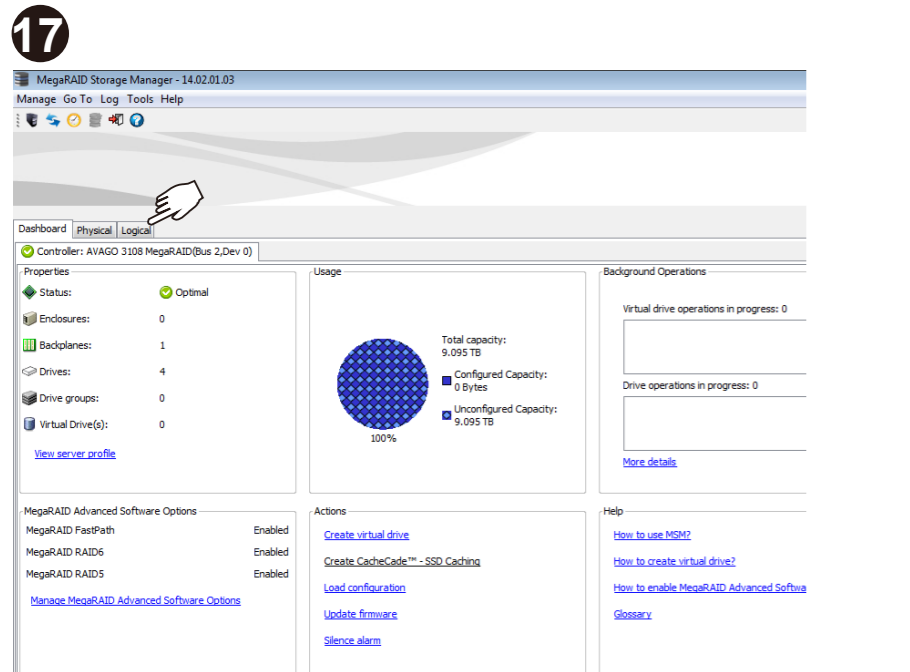 17
MegaRAID Storage Manager - 14.02.01.03
Manage Go To Log Tools Help
Dashboard Physical Logical
Controller: AVAGO 3108 MegaRAID(Bus 2,Dev 0)
Properties
Status: Optimal
Enclosures: 0
Backplanes: 1
Drives: 4
Drive groups: 0
Virtual Drive(s): 0
View server profile
Usage
Total capacity:
9.095 TB
Configured Capacity:
0 Bytes
Unconfigured Capacity:
9.095 TB
100%
Background Operations
Virtual drive operations in progress: 0
Drive operations in progress: 0
More details
MegaRAID Advanced Software Options
MegaRAID FastPath Enabled
MegaRAID RAID6 Enabled
MegaRAID RAID5 Enabled
Manage MegaRAID Advanced Software Options
Actions
Create virtual drive
Create CacheCade™ - SSD Caching
Load configuration
Update firmware
Silence alarm
Help
How to use MSM?
How to create virtual drive?
How to enable MegaRAID Advanced Softwa
Glossary